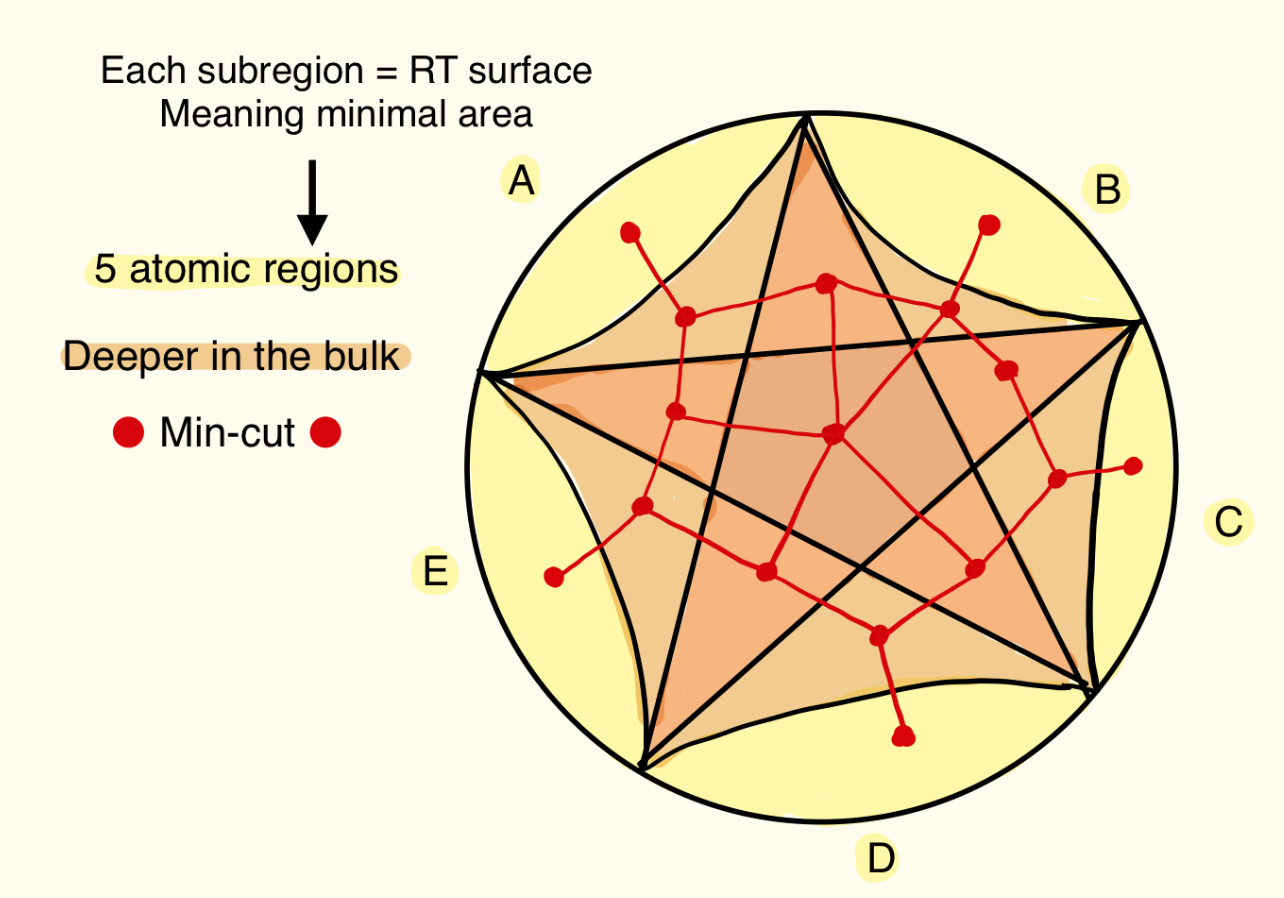 Each subregion = RT surface
Meaning minimal area
5 atomic regions
Deeper in the bulk
Min-cut
A
B
C
D
E